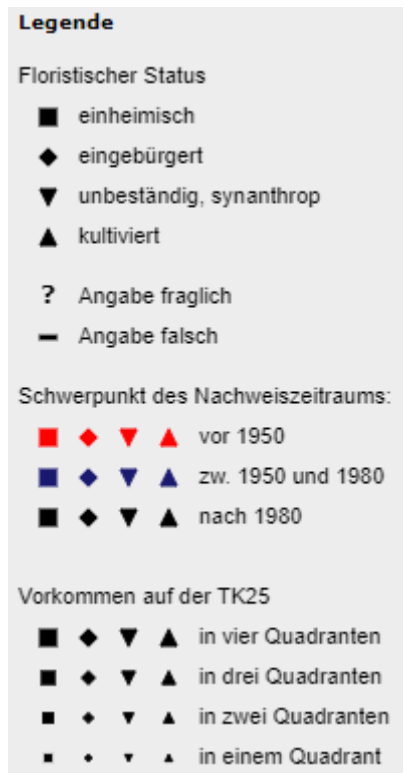 Legende
Floristischer Status
einheimisch
eingebürgert
unbeständig, synanthrop
kultiviert
? Angabe fraglich
Angabe falsch
Schwerpunkt des Nachweiszeitraums:
vor 1950
zw. 1950 und 1980
nach 1980
Vorkommen auf der TK25
in vier Quadranten
in drei Quadranten
in zwei Quadranten
in einem Quadrant